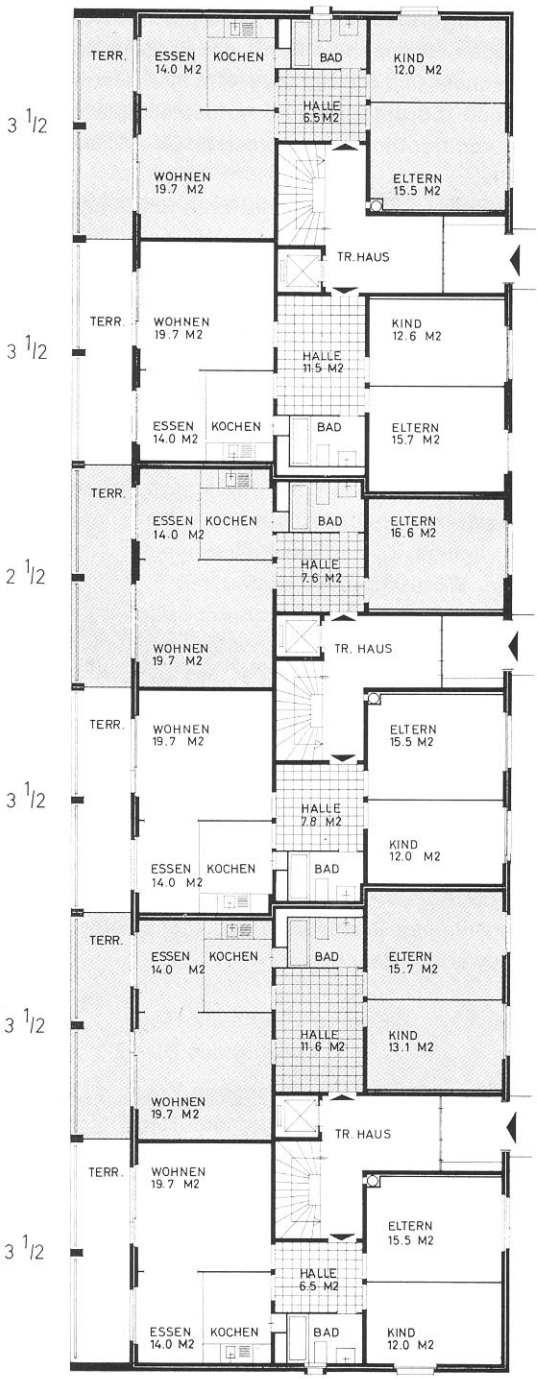 3 1/2
TERR.
ESSEN
14.0 M2
KOCHEN
BAD
KIND
12.0 M2
HALLE
6.5 M2
WOHNEN
19.7 M2
ELTERN
15.5 M2
TR. HAUS
3 1/2
TERR.
WOHNEN
19.7 M2
KIND
12.6 M2
HALLE
11.5 M2
ESSEN
14.0 M2
KOCHEN
BAD
ELTERN
15.7 M2
2 1/2
TERR.
ESSEN
14.0 M2
KOCHEN
BAD
ELTERN
16.6 M2
HALLE
7.6 M2
WOHNEN
19.7 M2
TR. HAUS
3 1/2
TERR.
WOHNEN
19.7 M2
ELTERN
15.5 M2
HALLE
7.8 M2
KIND
12.0 M2
ESSEN
14.0 M2
KOCHEN
BAD
3 1/2
TERR.
ESSEN
14.0 M2
KOCHEN
BAD
ELTERN
15.7 M2
HALLE
11.6 M2
KIND
13.1 M2
WOHNEN
19.7 M2
TR. HAUS
3 1/2
TERR.
WOHNEN
19.7 M2
ELTERN
15.5 M2
HALLE
6.5 M2
ESSEN
14.0 M2
KOCHEN
BAD
KIND
12.0 M2